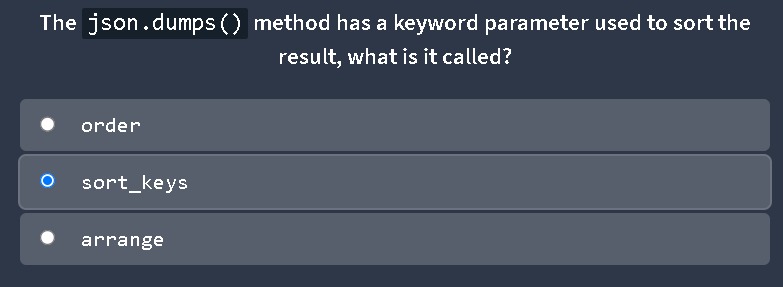 The json.dumps() method has a keyword parameter used to sort the
result, what is it called?
order
sort_keys
arrange